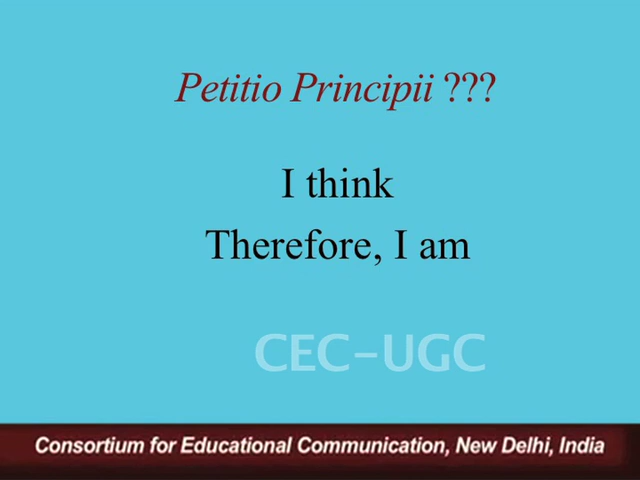 Petitio Principii ???
I think
Therefore, I am
CEC-UGC
Consortium for Educational Communication, New Delhi, India